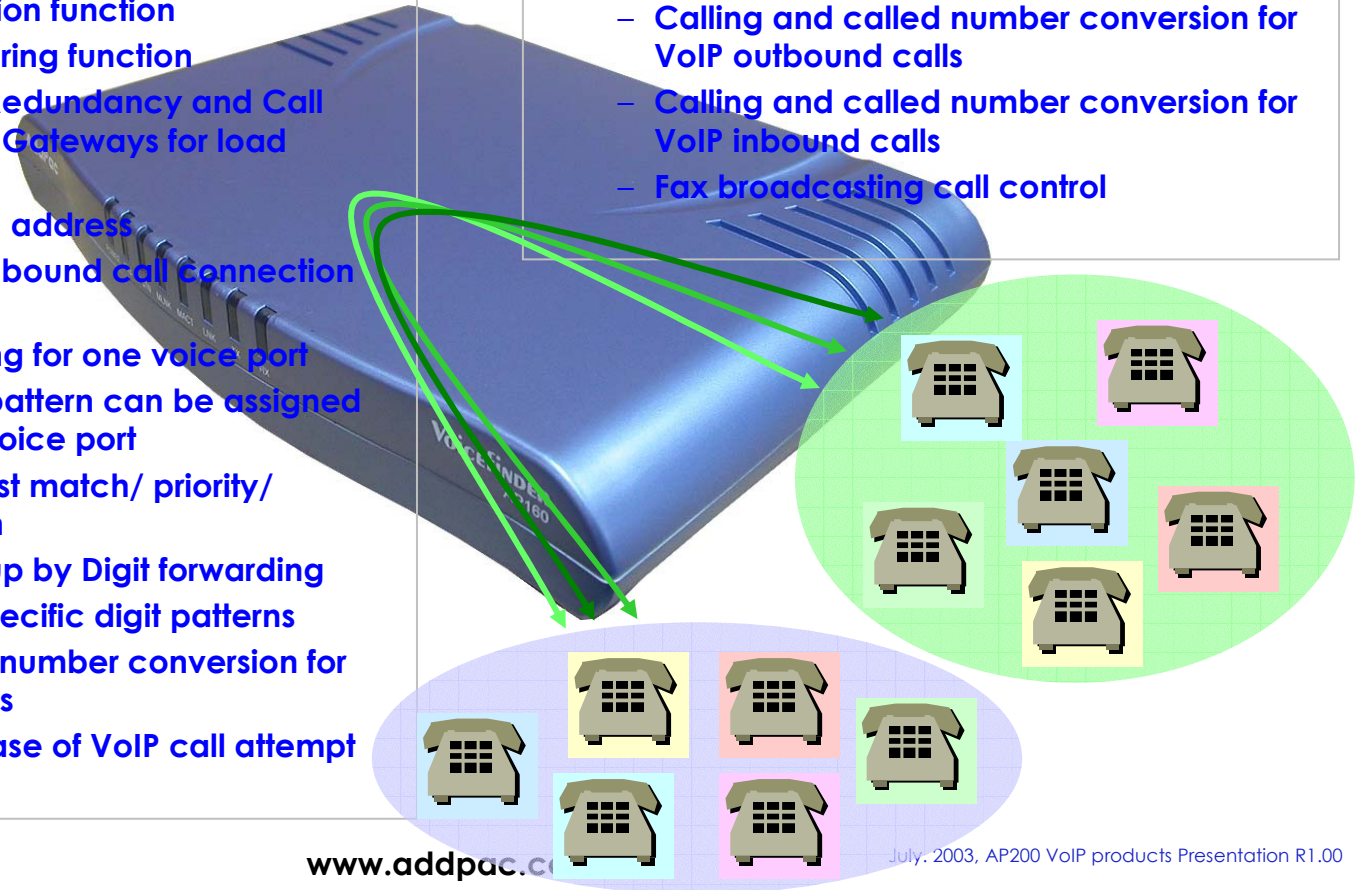 ion function
ring function
edundancy and Call
Gateways for load
address
bound call connection
ng for one voice port
pattern can be assigned
oice port
st match/ priority/
n
up by Digit forwarding
ecific digit patterns
number conversion for
s
ase of VoIP call attempt
– Calling and called number conversion for
VoIP outbound calls
– Calling and called number conversion for
VoIP inbound calls
– Fax broadcasting call control
VOICEFINDER
AP160
www.addpac.c
July. 2003, AP200 VoIP products Presentation R1.00